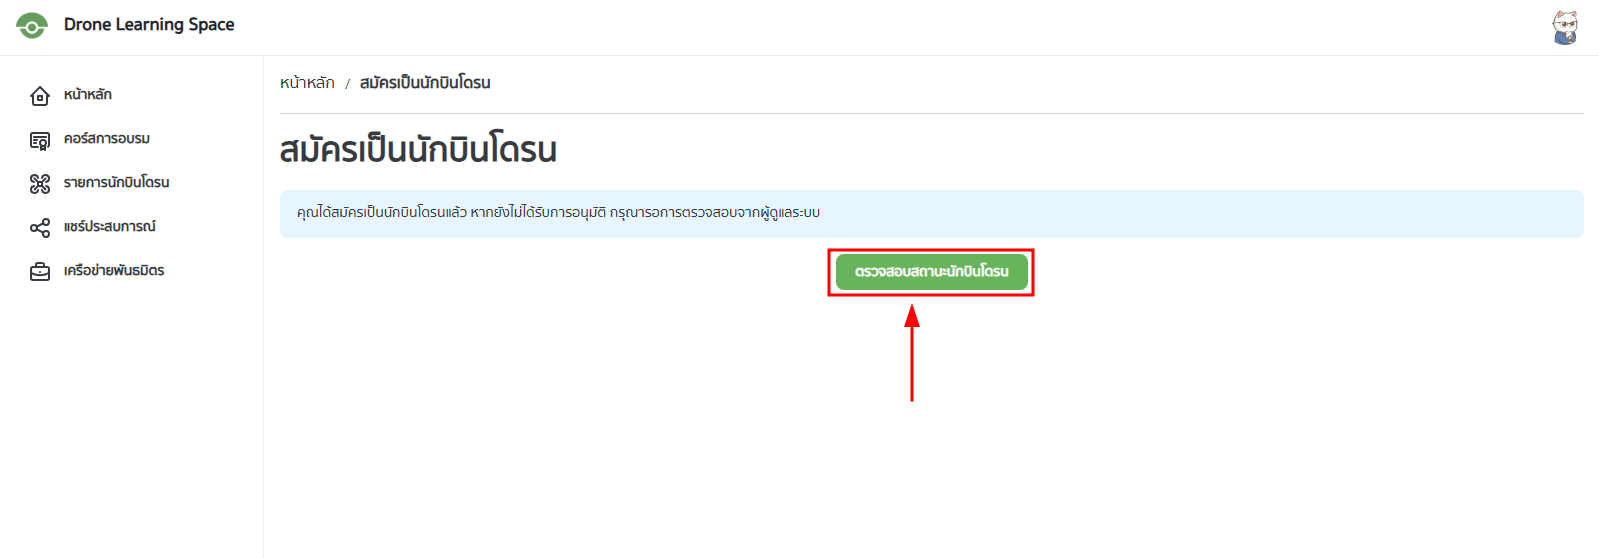 Drone Learning Space
หน้าหลัก
คอร์สการอบรม
รายการนักบินโดรน
แชร์ประสบการณ์
เครือข่ายพันธมิตร
หน้าหลัก / สมัครเป็นนักบินโดรน
สมัครเป็นนักบินโดรน
คุณได้สมัครเป็นนักบินโดรนแล้ว หากยังไม่ได้รับการอนุมัติ กรุณารอการตรวจสอบจากผู้ดูแลระบบ
ตรวจสอบสถานะนักบินโดรน